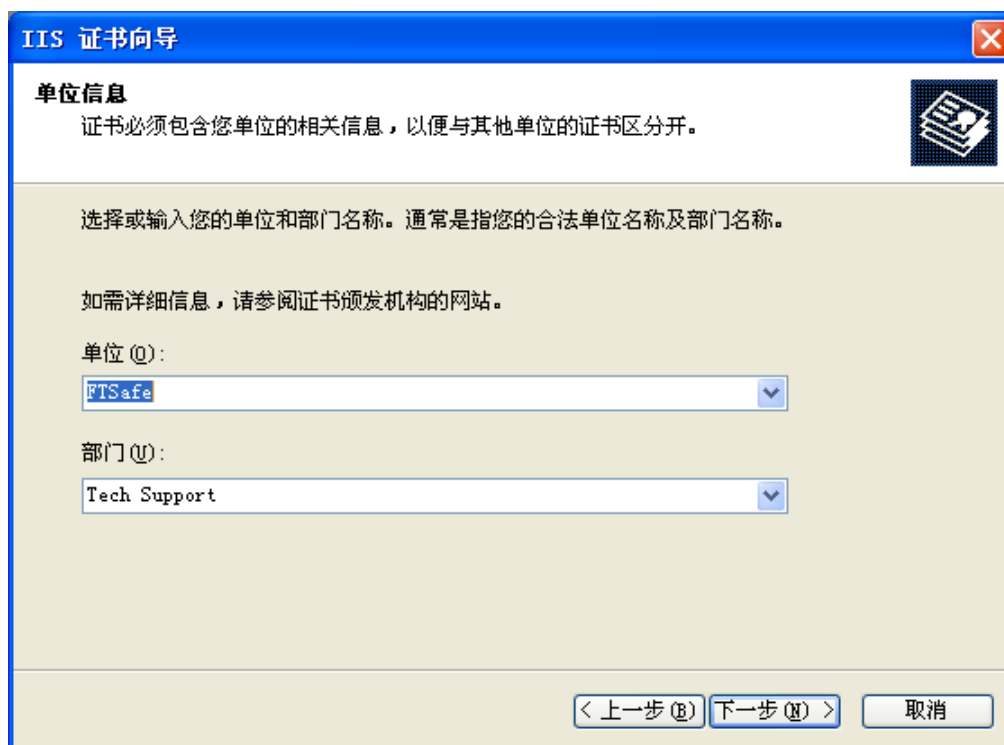 IIS 证书向导
单位信息
证书必须包含您单位的相关信息，以便与其他单位的证书区分开。
选择或输入您的单位和部门名称。通常是指您的合法单位名称及部门名称。
如需详细信息，请参阅证书颁发机构的网站。
单位(O):
FTSafe
部门(U):
Tech Support
< 上一步(B) 下一步(N) > 取消